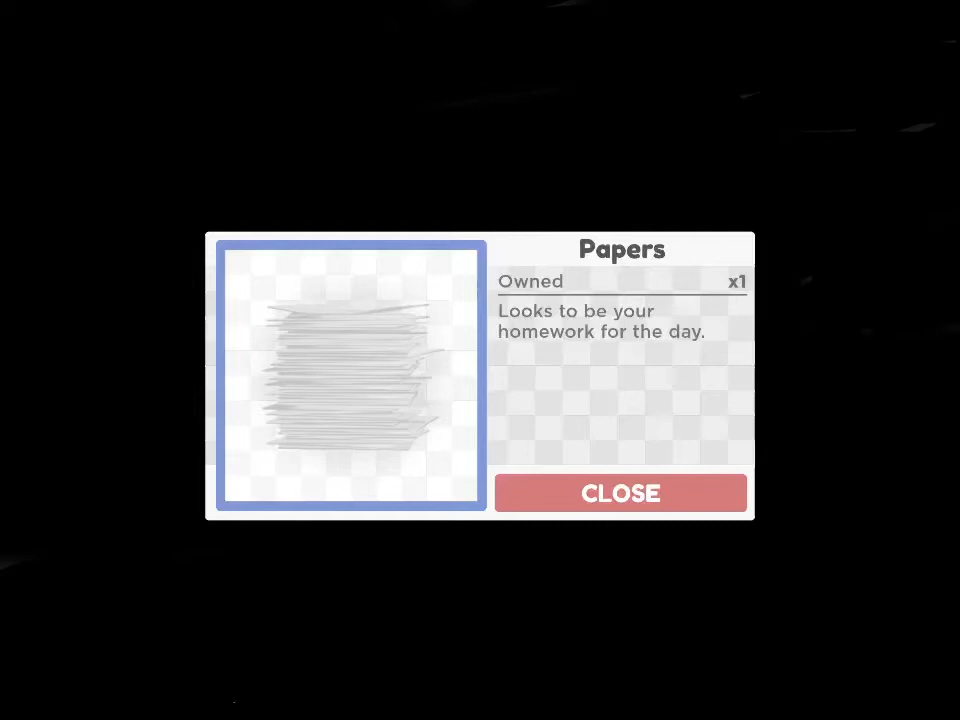 Papers
Owned x1
Looks to be your
homework for the day.
CLOSE